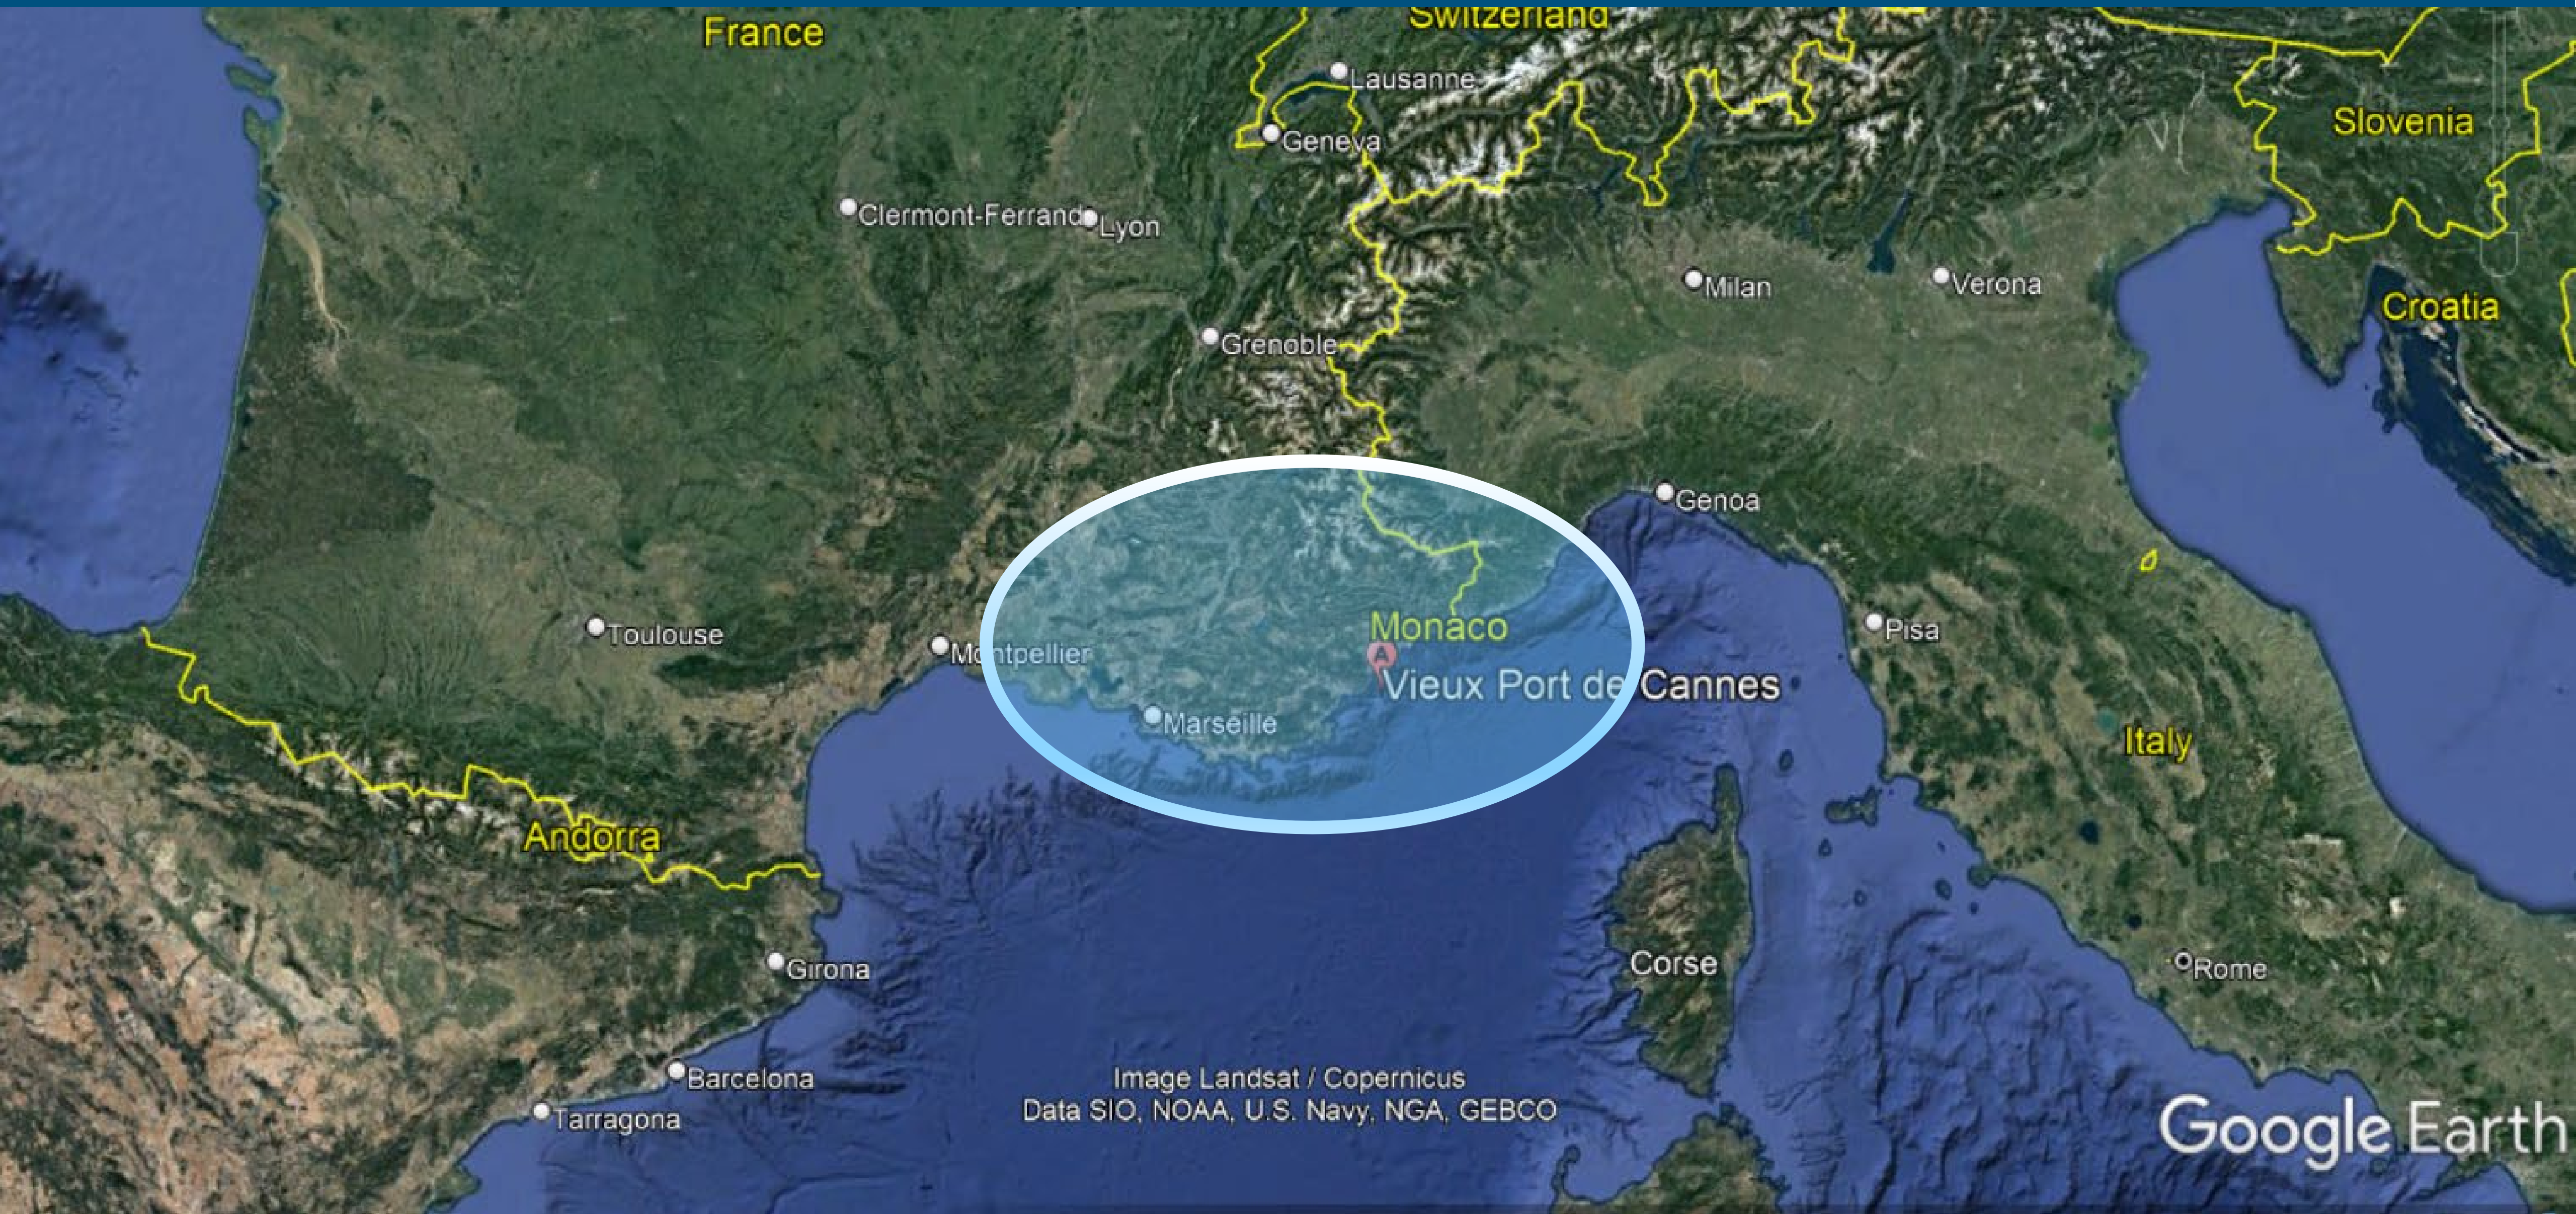 France
Switzerland
Lausanne
Geneva
Slovenia
Clermont-Ferrand
Lyon
Milan
Verona
Croatia
Grenoble
Genoa
Toulouse
Montpellier
Monaco
Pisa
A
Vieux Port de Cannes
Marseille
Italy
Andorra
Girona
Corse
Rome
Barcelona
Tarragona
Image Landsat / Copernicus
Data SIO, NOAA, U.S. Navy, NGA, GEBCO
Google Earth